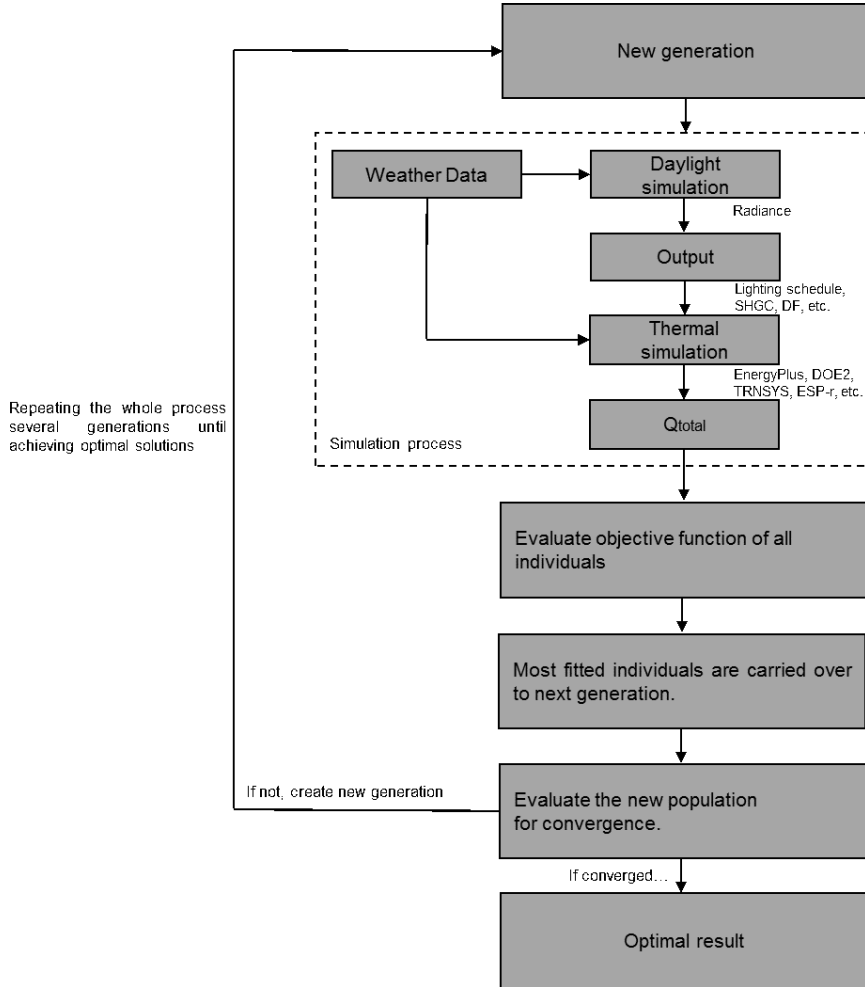 New generation
Weather Data
Daylight
simulation
Radiance
Output
Lighting schedule,
SHGC, DF, etc.
Thermal
simulation
EnergyPlus, DOE2,
TRNSYS, ESP-r, etc.
Qtotal
Simulation process
Repeating the whole process
several generations until
achieving optimal solutions
Evaluate objective function of all
individuals
Most fitted individuals are carried over
to next generation.
If not, create new generation
Evaluate the new population
for convergence.
If converged...
Optimal result